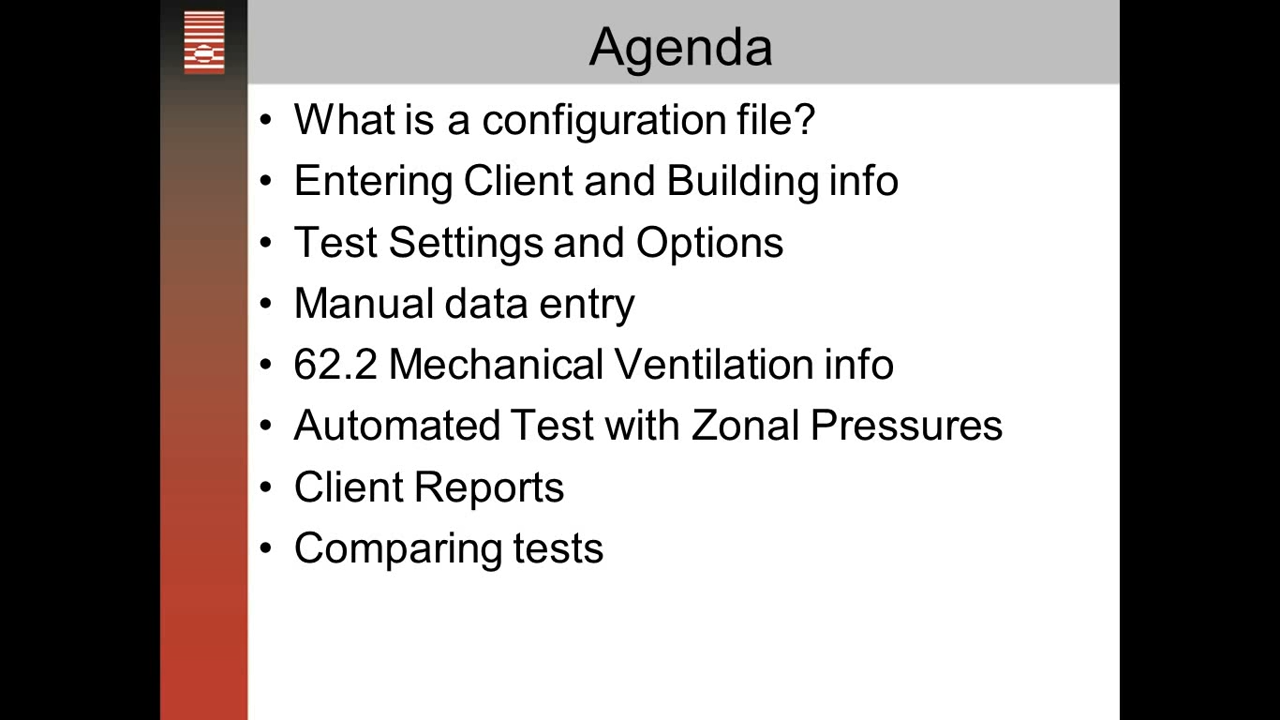 Agenda
• What is a configuration file?
• Entering Client and Building info
• Test Settings and Options
• Manual data entry
• 62.2 Mechanical Ventilation info
• Automated Test with Zonal Pressures
• Client Reports
• Comparing tests